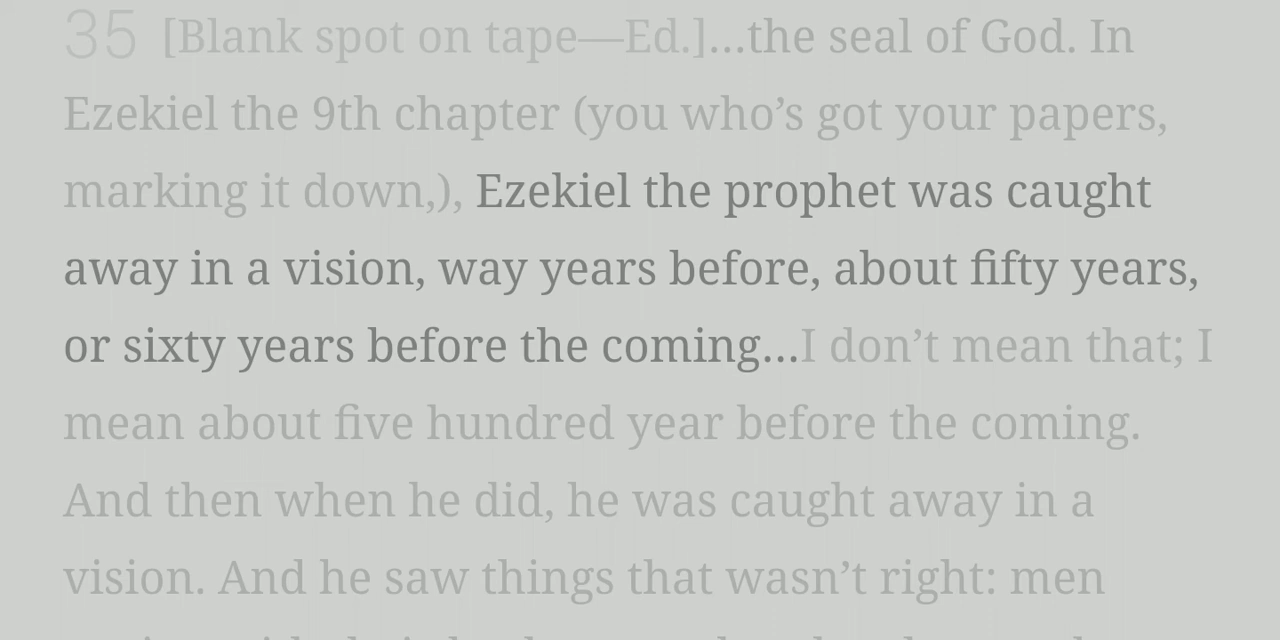 35 [Blank spot on tape—Ed.]…the seal of God. In
Ezekiel the 9th chapter (you who’s got your papers,
marking it down,), Ezekiel the prophet was caught
away in a vision, way years before, about fifty years,
or sixty years before the coming…I don’t mean that; I
mean about five hundred year before the coming.
And then when he did, he was caught away in a
vision. And he saw things that wasn’t right: men